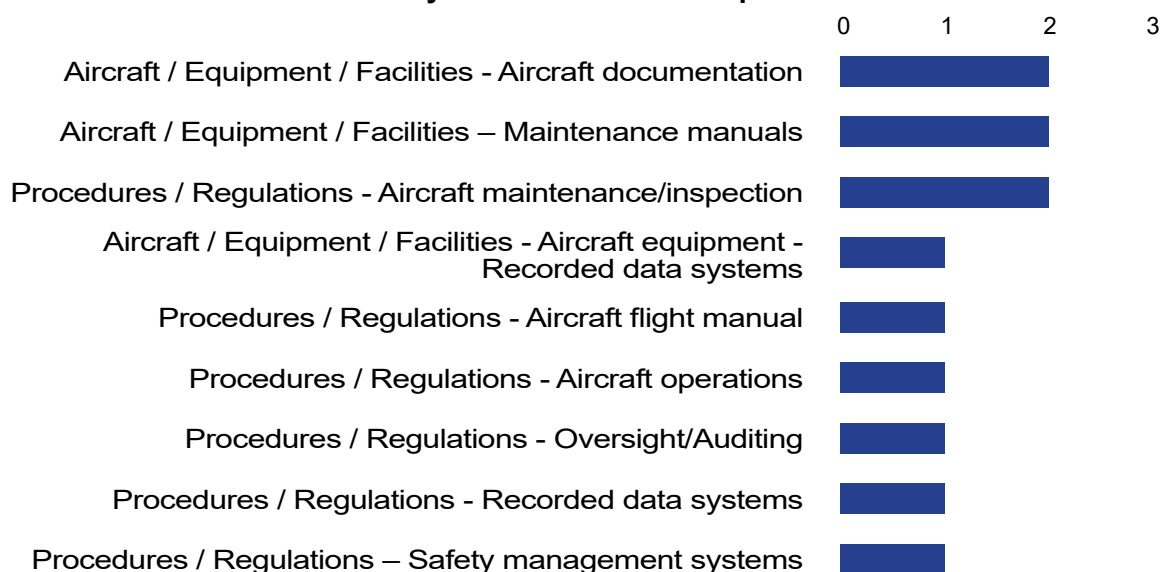 0 1 2 3
Aircraft / Equipment / Facilities - Aircraft documentation
Aircraft / Equipment / Facilities – Maintenance manuals
Procedures / Regulations - Aircraft maintenance/inspection
Aircraft / Equipment / Facilities - Aircraft equipment -
Recorded data systems
Procedures / Regulations - Aircraft flight manual
Procedures / Regulations - Aircraft operations
Procedures / Regulations - Oversight/Auditing
Procedures / Regulations - Recorded data systems
Procedures / Regulations – Safety management systems